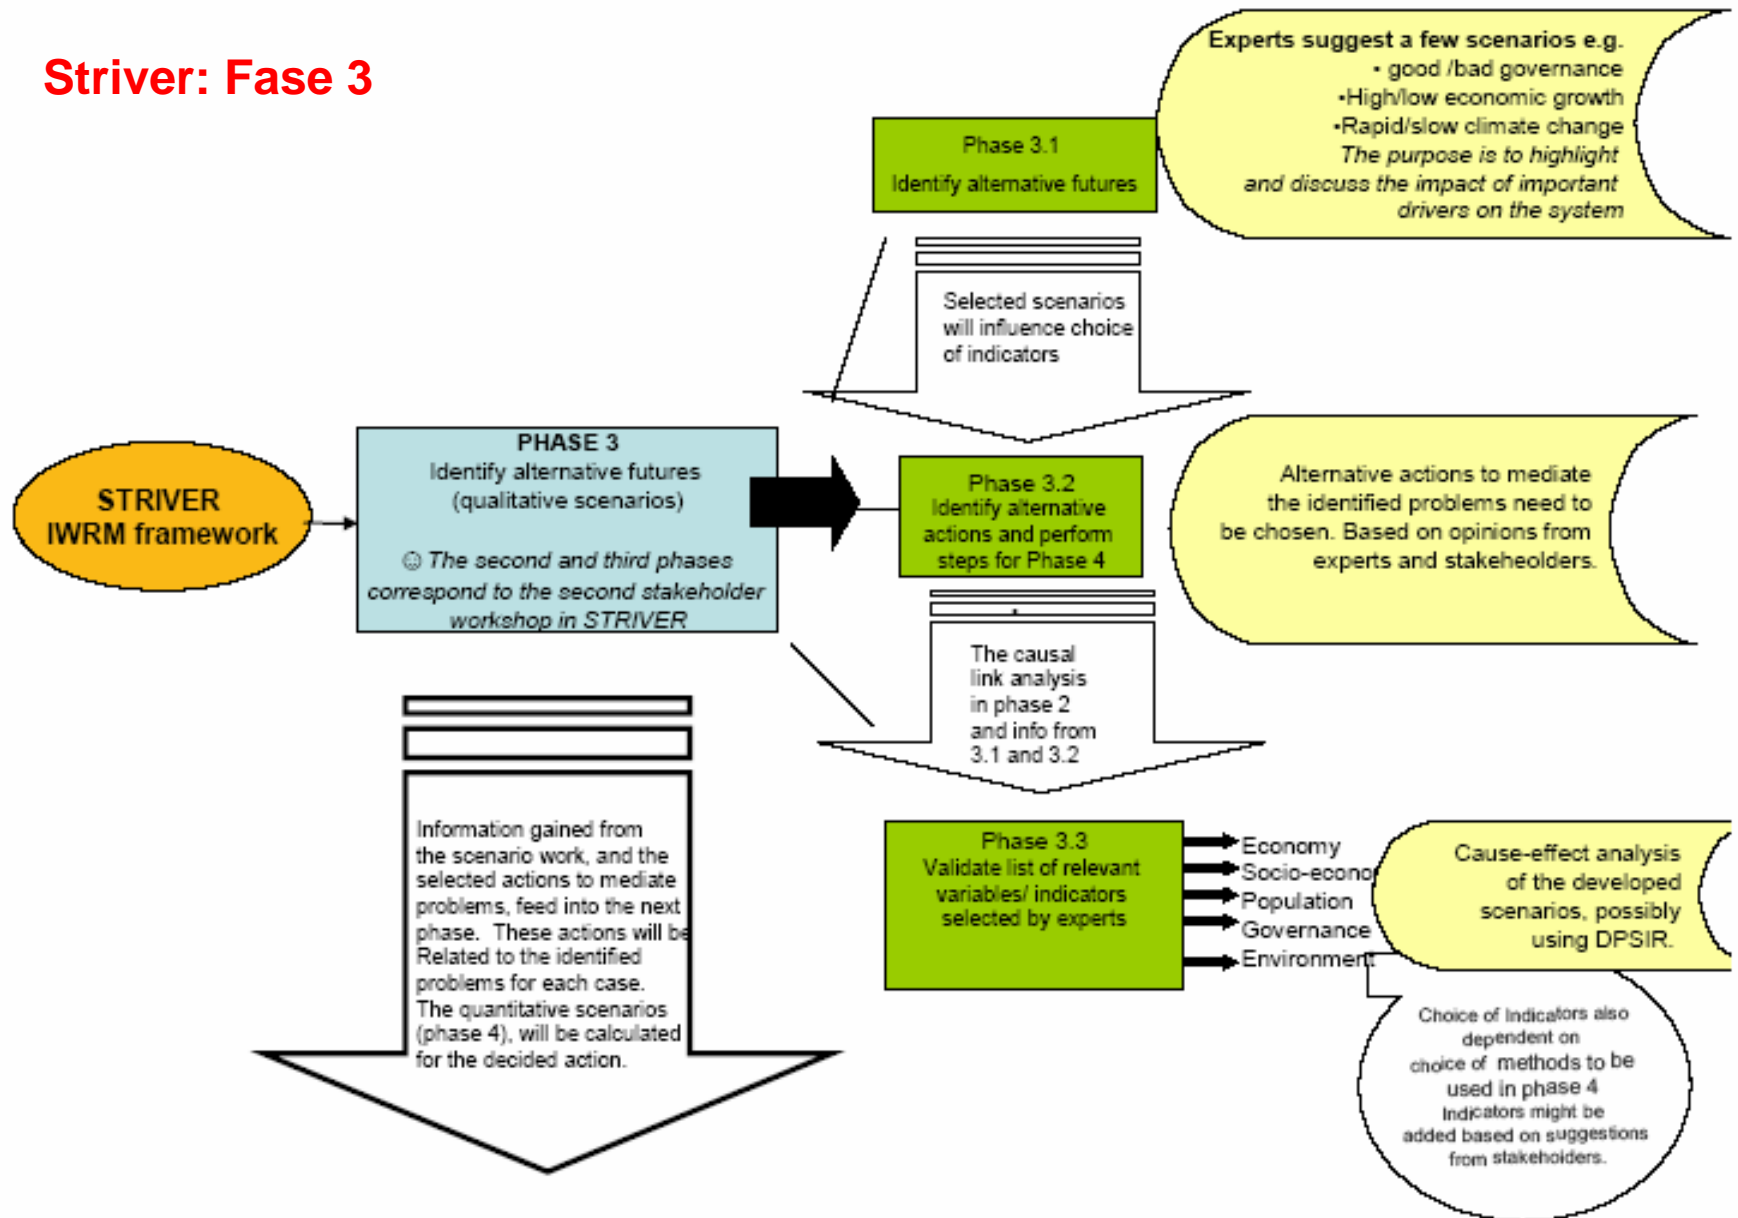 Striver: Fase 3
Experts suggest a few scenarios e.g.
• good /bad governance
•High/low economic growth
•Rapid/slow climate change
The purpose is to highlight
and discuss the impact of important
drivers on the system
Phase 3.1
Identify alternative futures
Selected scenarios
will influence choice
of indicators
STRIVER
IWRM framework
PHASE 3
Identify alternative futures
(qualitative scenarios)
☺ The second and third phases
correspond to the second stakeholder
workshop in STRIVER
Phase 3.2
Identify alternative
actions and perform
steps for Phase 4
Alternative actions to mediate
the identified problems need to
be chosen. Based on opinions from
experts and stakeheolders.
The causal
link analysis
in phase 2
and info from
3.1 and 3.2
Information gained from
the scenario work, and the
selected actions to mediate
problems, feed into the next
phase. These actions will be
Related to the identified
problems for each case.
The quantitative scenarios
(phase 4), will be calculated
for the decided action.
Phase 3.3
Validate list of relevant
variables/ indicators
selected by experts
Economy
Socio-econo
Population
Governance
Environment
Cause-effect analysis
of the developed
scenarios, possibly
using DPSIR.
Choice of Indicators also
dependent on
choice of methods to be
used in phase 4
Indicators might be
added based on suggestions
from stakeholders.